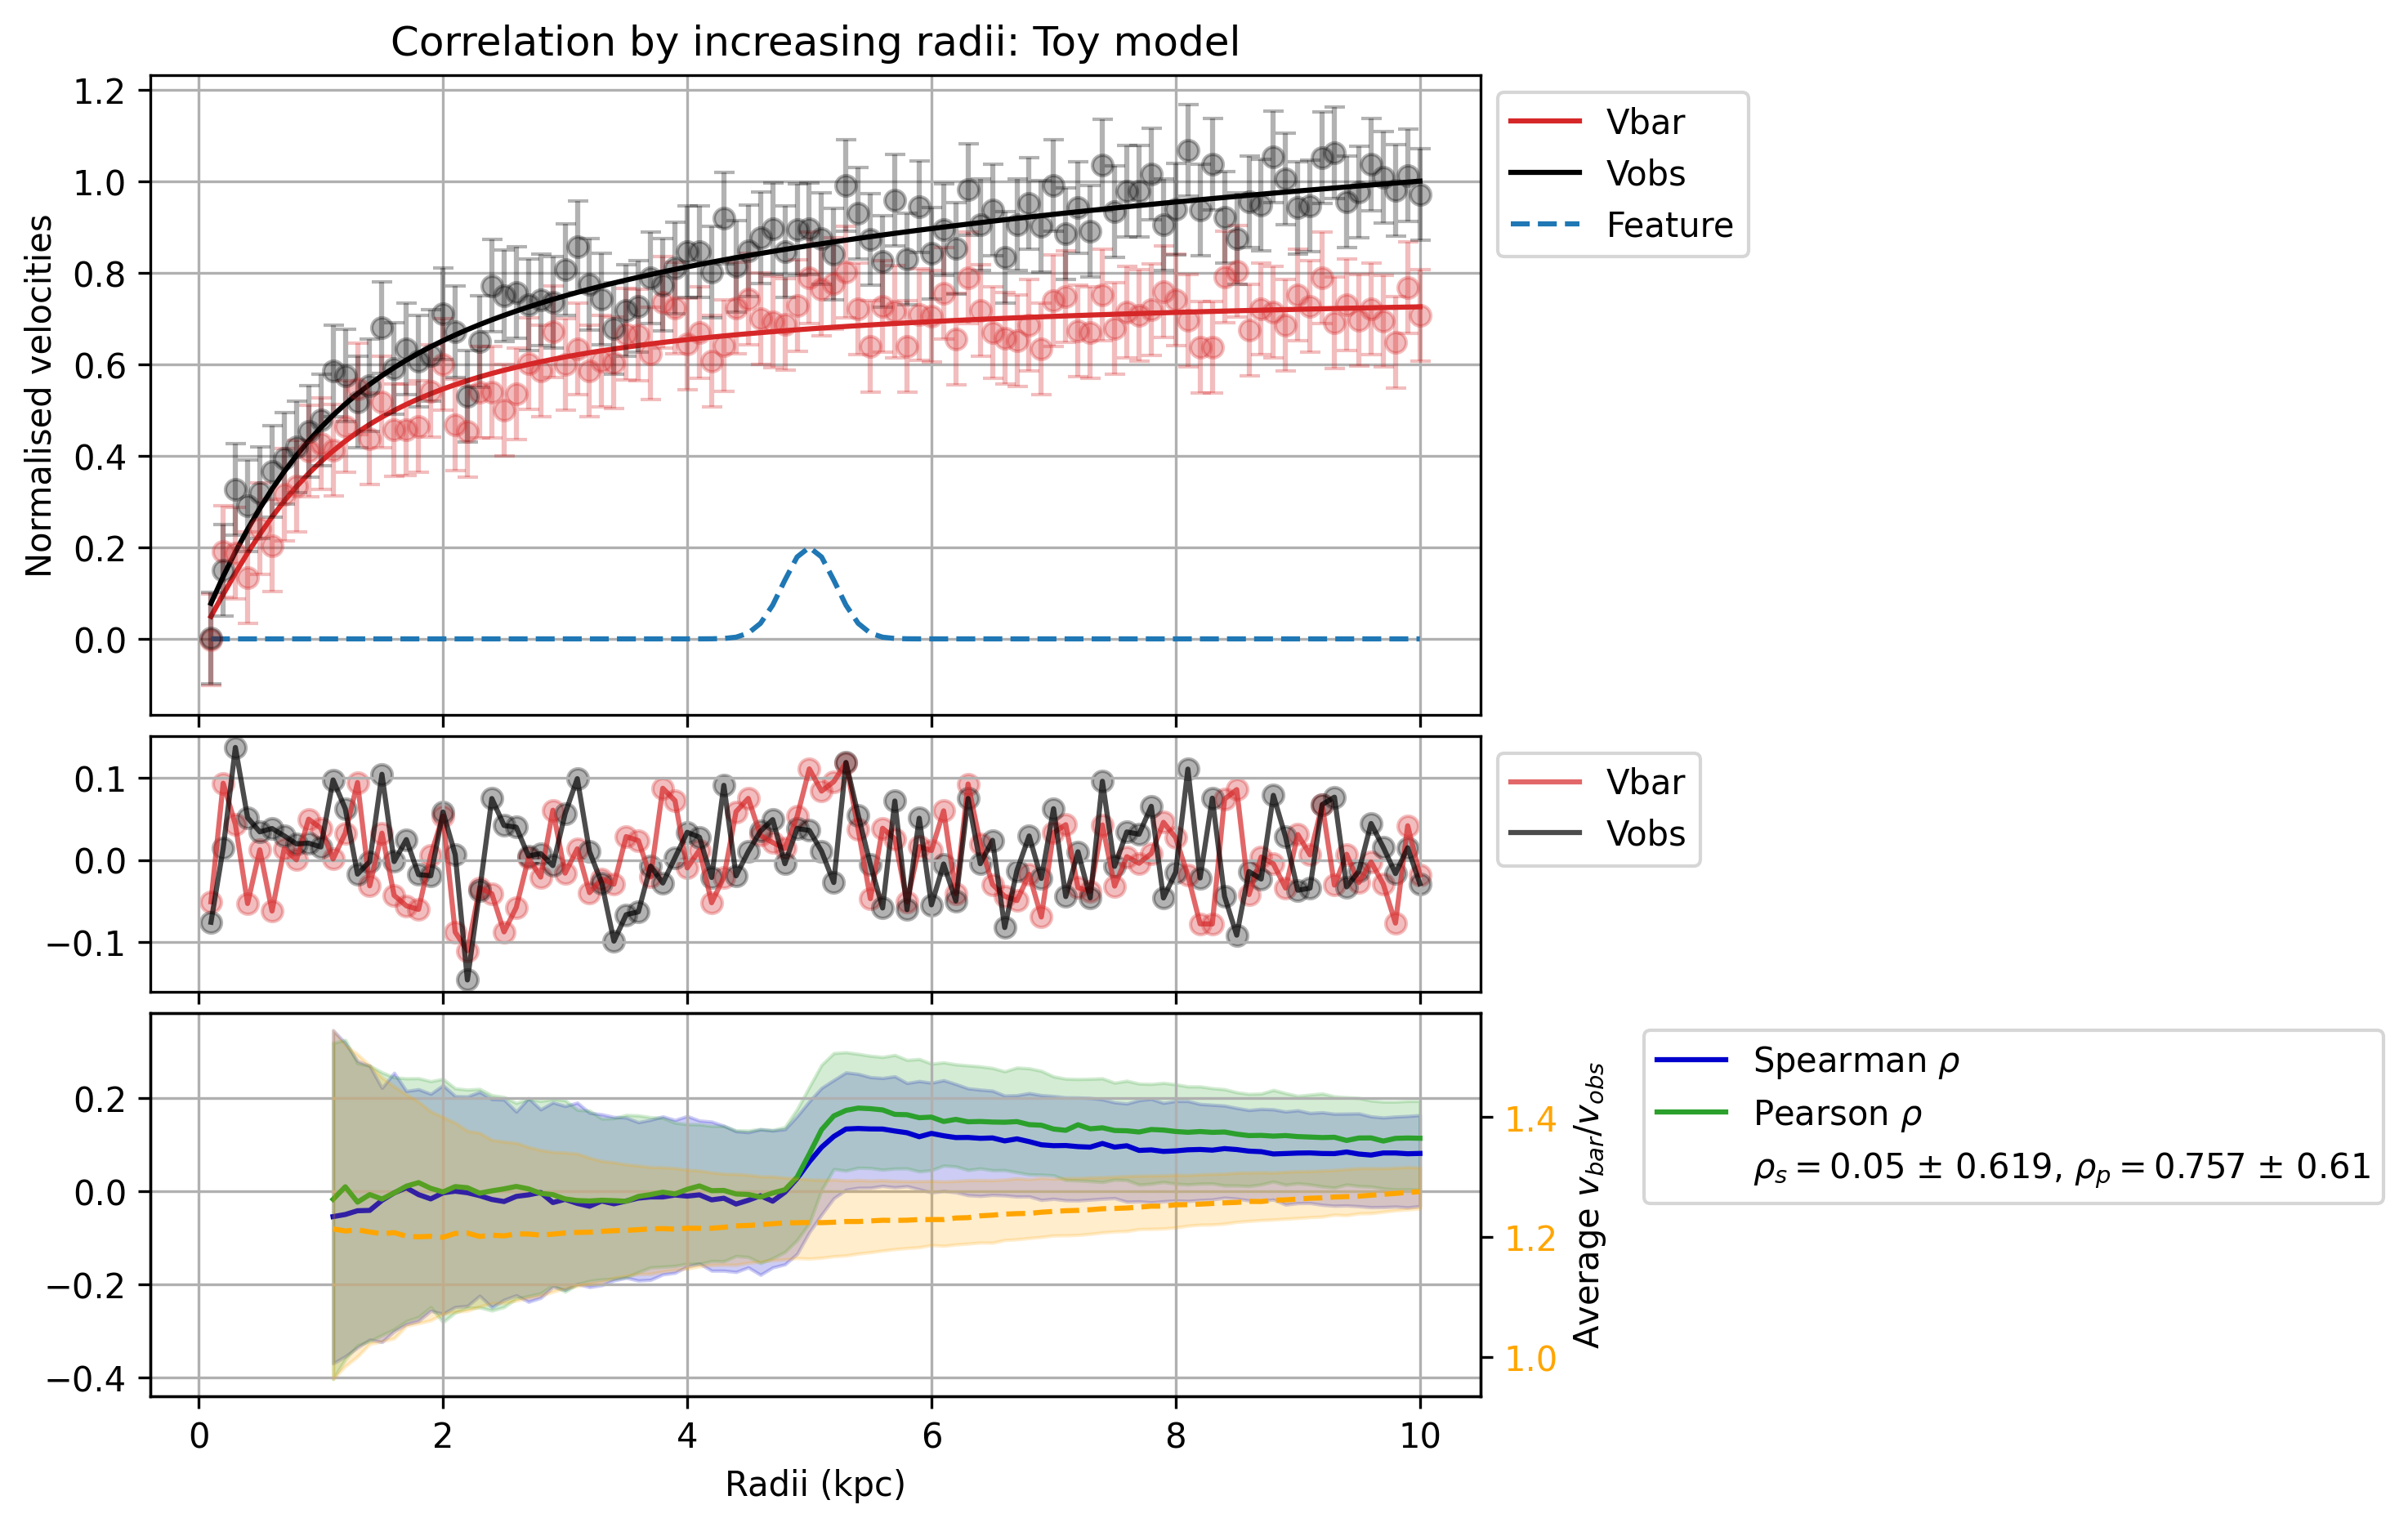 Correlation by increasing radii: Toy model
1.2
1.0
0.8
0.6
0.4
0.2
0.0
Normalised velocities
Vbar
Vobs
Feature
0.1
0.0
−0.1
Vbar
Vobs
0.2
0.0
−0.2
−0.4
1.4
1.2
1.0
Average v_bar/v_obs
Spearman ρ
Pearson ρ
ρ_s = 0.05 ± 0.619, ρ_p = 0.757 ± 0.61
0 2 4 6 8 10
Radii (kpc)